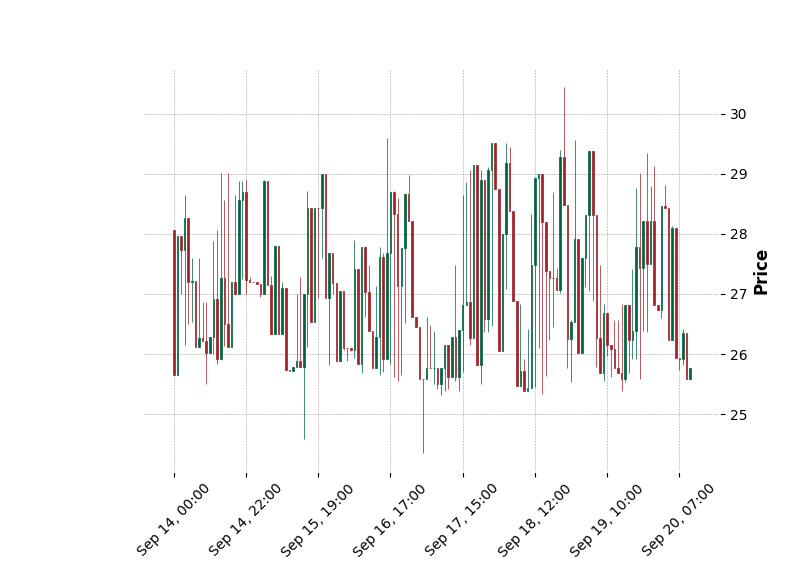 30
29
28
27
26
25
Price
Sep 14, 00:00
Sep 14, 22:00
Sep 15, 19:00
Sep 16, 17:00
Sep 17, 15:00
Sep 18, 12:00
Sep 19, 10:00
Sep 20, 07:00